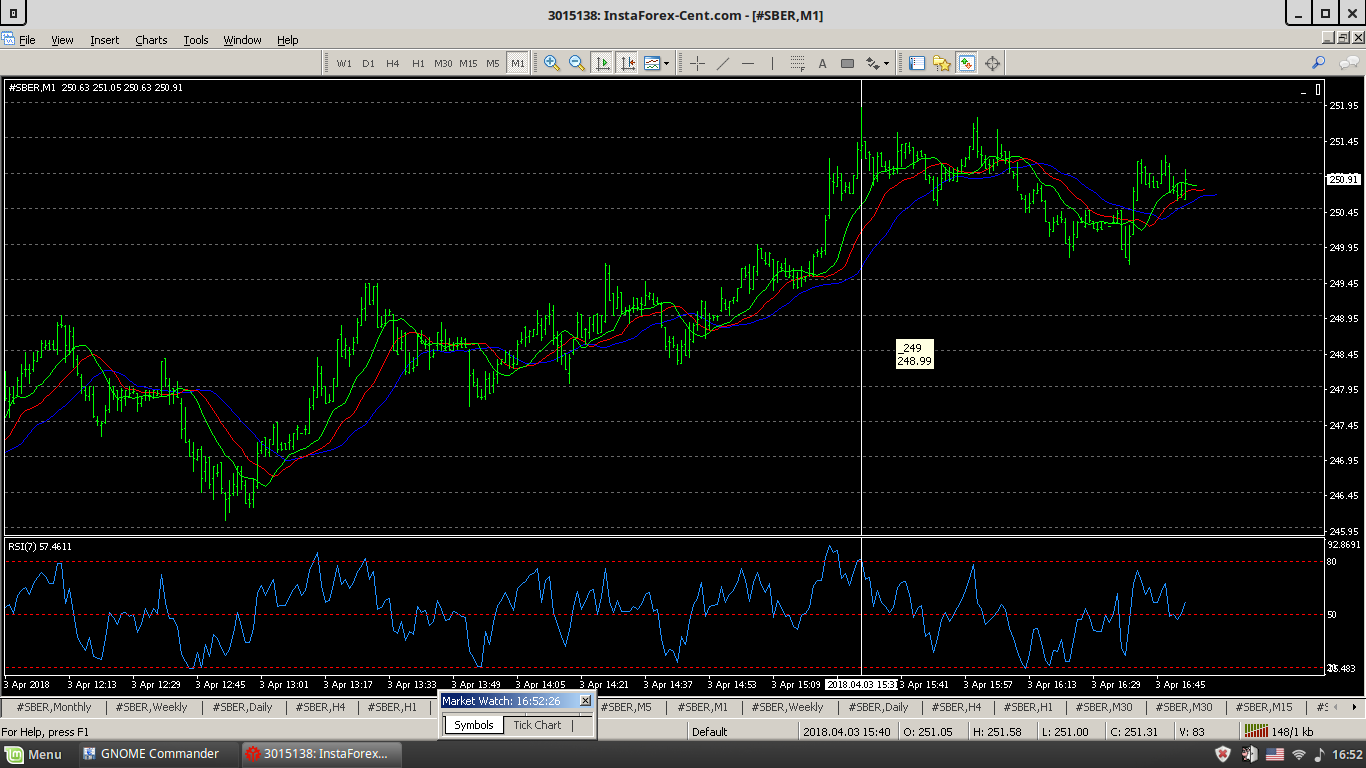 3015138: InstaForex-Cent.com - [#SBER,M1]
File View Insert Charts Tools Window Help
W1 D1 H4 H1 M30 M15 M5 M1 A
#SBER,M1 250.63 251.05 250.63 250.91
251.95
251.45
250.91
250.45
249.95
249.45
248.95
248.45
247.95
247.45
246.95
246.45
245.95
_249
248.99
RSI(7) 57.4611
92.8691
80
50
3 Apr 2018 3 Apr 12:13 3 Apr 12:29 3 Apr 12:45 3 Apr 13:01 3 Apr 13:17 3 Apr 13:33 3 Apr 13:49 3 Apr 14:05 3 Apr 14:21 3 Apr 14:37 3 Apr 14:53 3 Apr 15:09 2018.04.03 15:31 3 Apr 15:41 3 Apr 15:57 3 Apr 16:13 3 Apr 16:29 3 Apr 16:45
Market Watch: 16:52:26
Symbols Tick Chart
#SBER,Monthly #SBER,Weekly #SBER,Daily #SBER,H4 #SBER,H1 #SBER,M5 #SBER,M1 #SBER,Weekly #SBER,Daily #SBER,H4 #SBER,H1 #SBER,M30 #SBER,M30 #SBER,M15
For Help, press F1 Default 2018.04.03 15:40 O: 251.05 H: 251.58 L: 251.00 C: 251.31 V: 83 148/1 kb
Menu GNOME Commander 3015138: InstaForex... 16:52